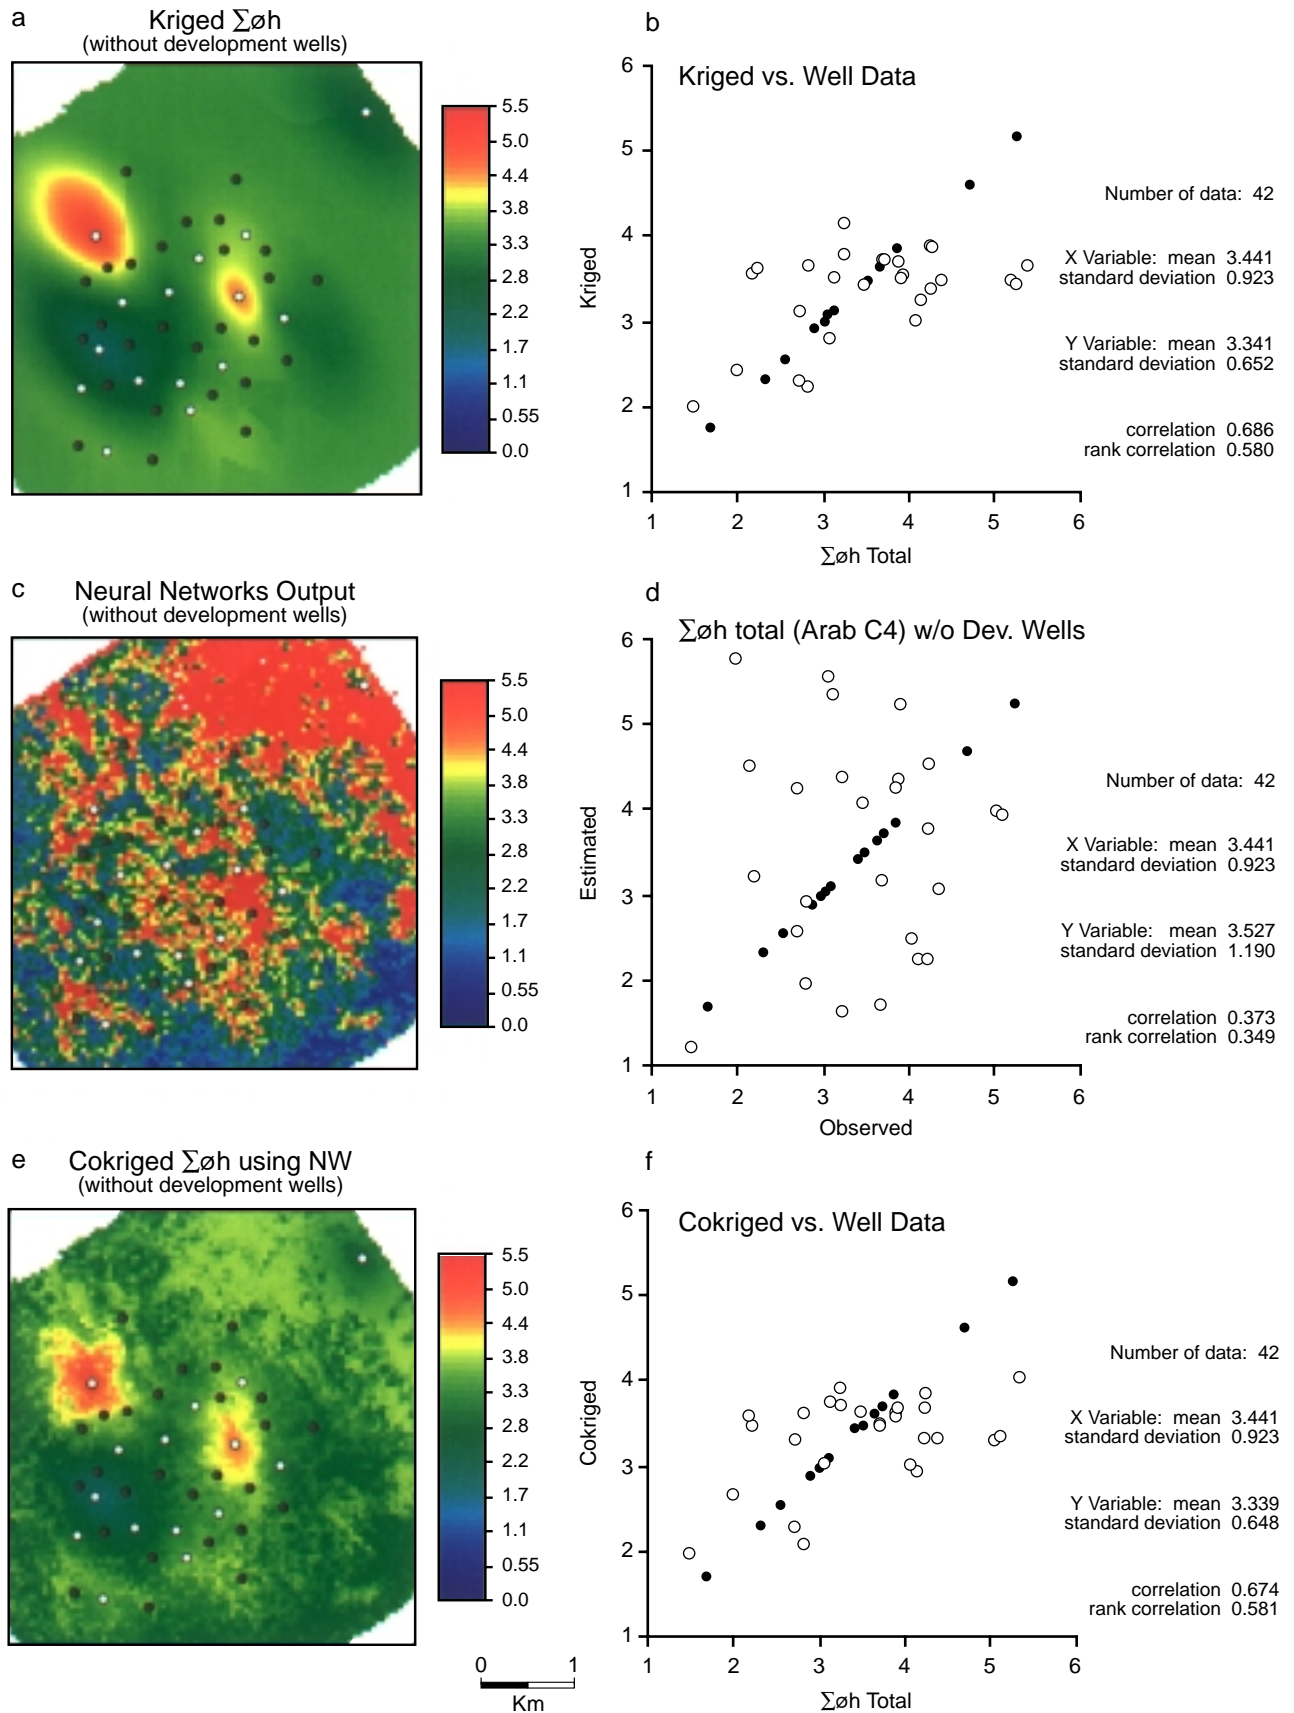 a
Kriged ∑øh
(without development wells)
5.5
5.0
4.4
3.8
3.3
2.8
2.2
1.7
1.1
0.55
0.0
b
Kriged vs. Well Data
6
5
4
3
2
1
Kriged
1 2 3 4 5 6
∑øh Total
Number of data: 42
X Variable: mean 3.441
standard deviation 0.923
Y Variable: mean 3.341
standard deviation 0.652
correlation 0.686
rank correlation 0.580
c
Neural Networks Output
(without development wells)
5.5
5.0
4.4
3.8
3.3
2.8
2.2
1.7
1.1
0.55
0.0
d
∑øh total (Arab C4) w/o Dev. Wells
6
5
4
3
2
1
Estimated
1 2 3 4 5 6
Observed
Number of data: 42
X Variable: mean 3.441
standard deviation 0.923
Y Variable: mean 3.527
standard deviation 1.190
correlation 0.373
rank correlation 0.349
e
Cokriged ∑øh using NW
(without development wells)
5.5
5.0
4.4
3.8
3.3
2.8
2.2
1.7
1.1
0.55
0.0
0 1
Km
f
Cokriged vs. Well Data
6
5
4
3
2
1
Cokriged
1 2 3 4 5 6
∑øh Total
Number of data: 42
X Variable: mean 3.441
standard deviation 0.923
Y Variable: mean 3.339
standard deviation 0.648
correlation 0.674
rank correlation 0.581